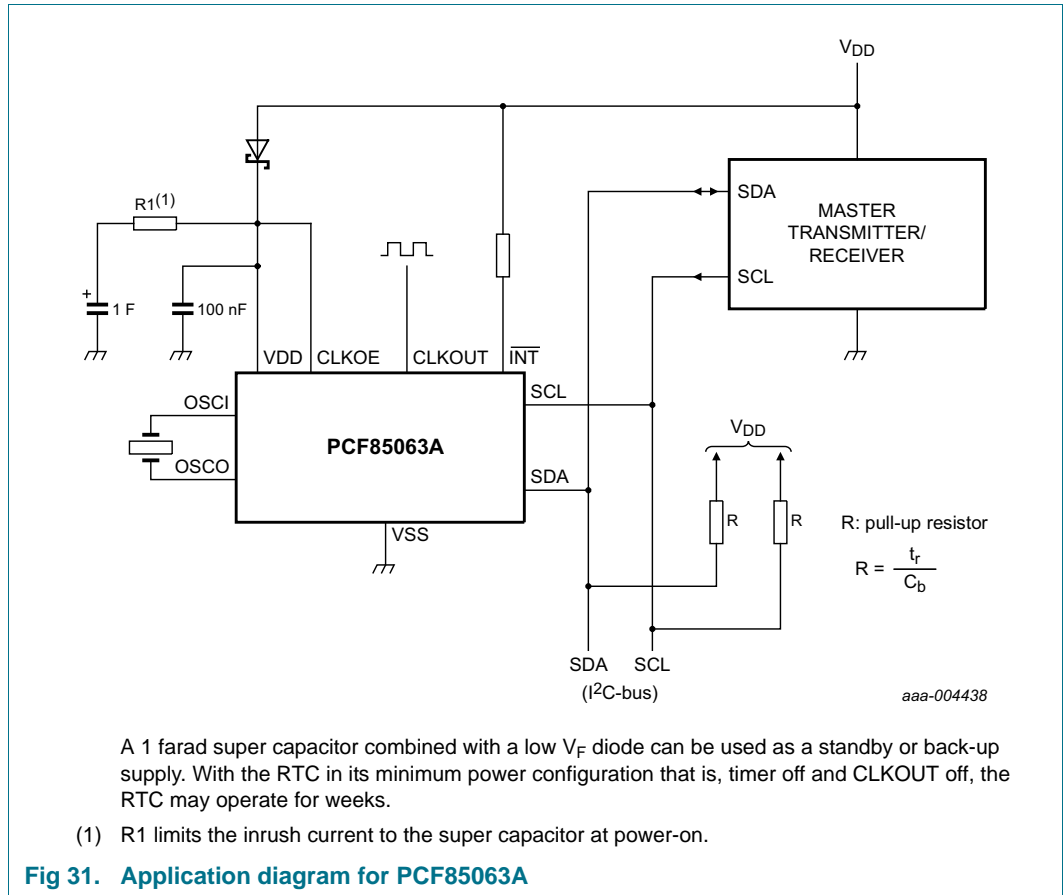 VDD
R1(1)
SDA
MASTER
TRANSMITTER/
RECEIVER
SCL
+
1 F
100 nF
VDD
CLKOE
CLKOUT
INT
SCL
OSCI
PCF85063A
OSCO
SDA
VSS
VDD
R
R
R: pull-up resistor
R = tr / Cb
SDA SCL
(I2C-bus)
aaa-004438
A 1 farad super capacitor combined with a low VF diode can be used as a standby or back-up
supply. With the RTC in its minimum power configuration that is, timer off and CLKOUT off, the
RTC may operate for weeks.
(1) R1 limits the inrush current to the super capacitor at power-on.
Fig 31. Application diagram for PCF85063A